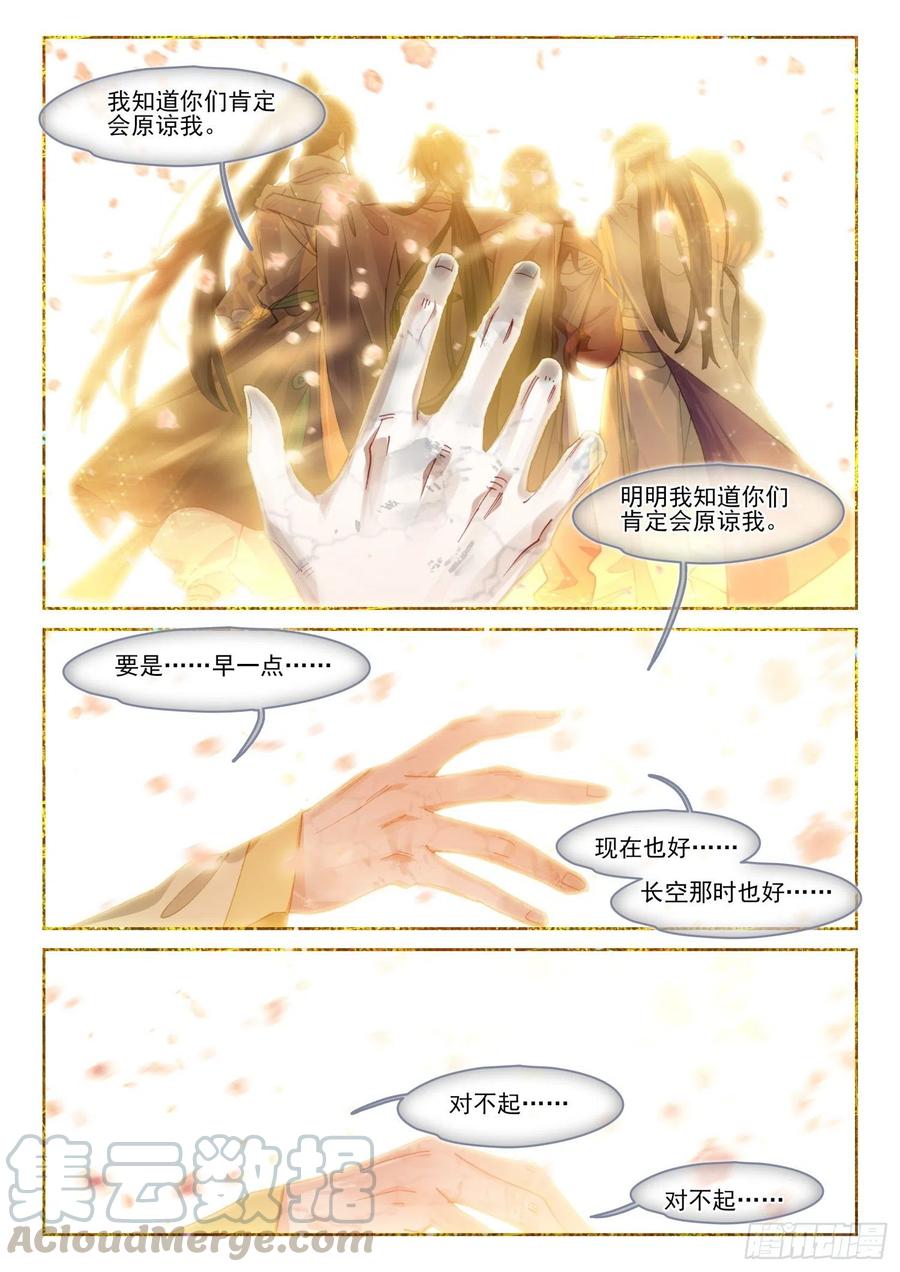 我知道你们肯定
会原谅我。
明明我知道你们
肯定会原谅我。
要是……早一点……
现在也好……
长空那时也好……
对不起……
对不起……
集云数据
ACloudMerge.com
腾讯动漫